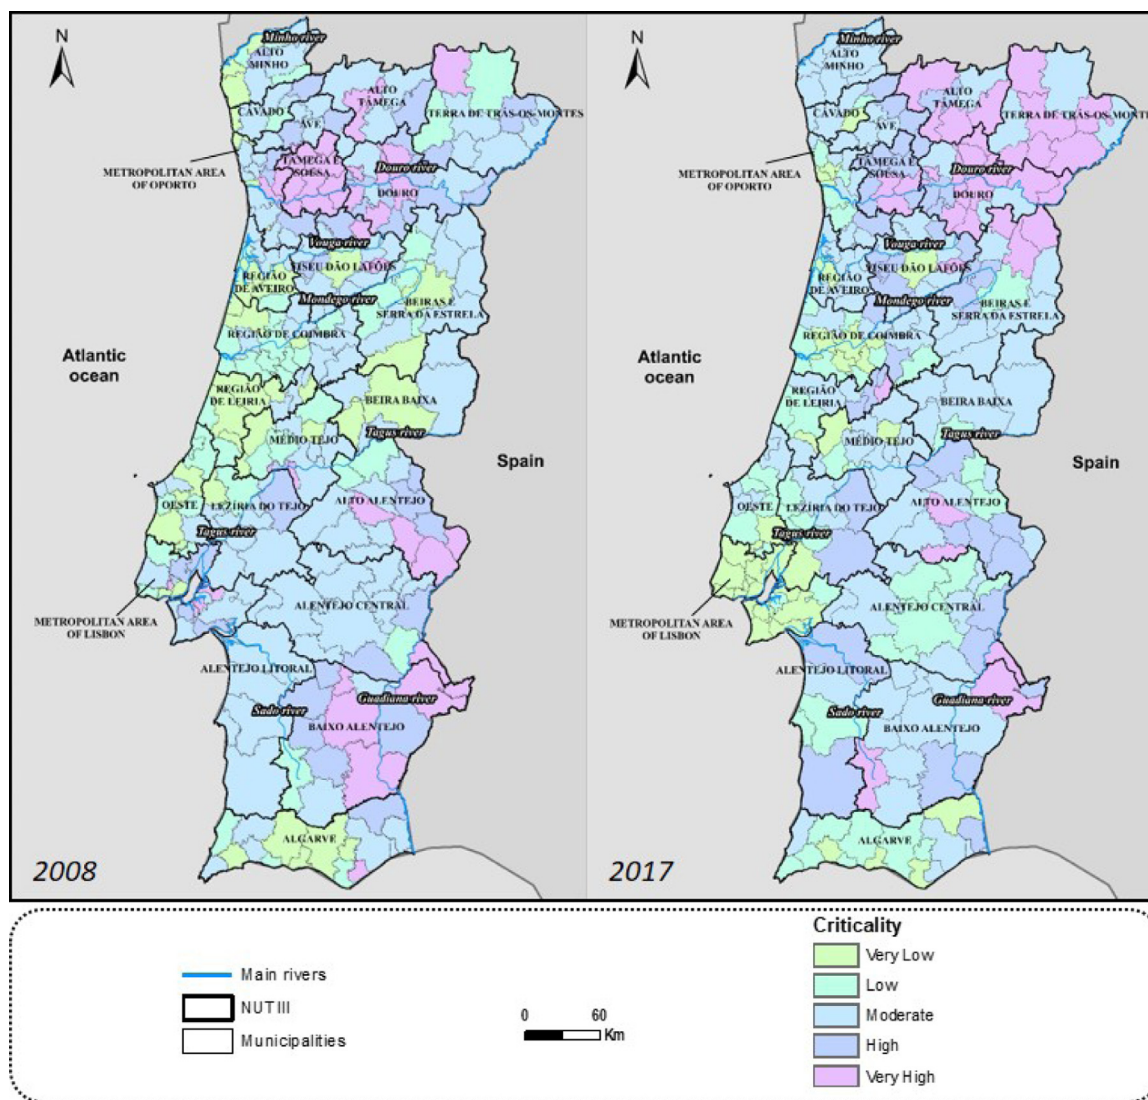 N
Minho river
ALTO
MINHO
CÁVADO
AVE
ALTO
TÂMEGA
TERRA DE TRÁS-OS-MONTES
METROPOLITAN AREA
OF OPORTO
TÂMEGA E
SOUSA
Douro river
DOURO
Vouga river
VISEU DÃO LAFÕES
REGIÃO
DE AVEIRO
Mondego river
BEIRAS E
SERRA DA ESTRELA
REGIÃO DE COIMBRA
Atlantic
ocean
REGIÃO
DE LEIRIA
BEIRA BAIXA
MÉDIO TEJO
Tagus river
Spain
OESTE
LEZÍRIA DO TEJO
ALTO ALENTEJO
Tagus river
METROPOLITAN AREA
OF LISBON
ALENTEJO CENTRAL
ALENTEJO LITORAL
Guadiana river
Sado river
BAIXO ALENTEJO
ALGARVE
2008
N
Minho river
ALTO
MINHO
CÁVADO
AVE
ALTO
TÂMEGA
TERRA DE TRÁS-OS-MONTES
METROPOLITAN AREA
OF OPORTO
TÂMEGA E
SOUSA
Douro river
DOURO
Vouga river
VISEU DÃO LAFÕES
REGIÃO
DE AVEIRO
Mondego river
BEIRAS E
SERRA DA ESTRELA
REGIÃO DE COIMBRA
Atlantic
ocean
REGIÃO
DE LEIRIA
BEIRA BAIXA
MÉDIO TEJO
Tagus river
Spain
OESTE
LEZÍRIA DO TEJO
ALTO ALENTEJO
Tagus river
METROPOLITAN AREA
OF LISBON
ALENTEJO CENTRAL
ALENTEJO LITORAL
Guadiana river
Sado river
BAIXO ALENTEJO
ALGARVE
2017
Main rivers
NUT III
Municipalities
0 60
Km
Criticality
Very Low
Low
Moderate
High
Very High